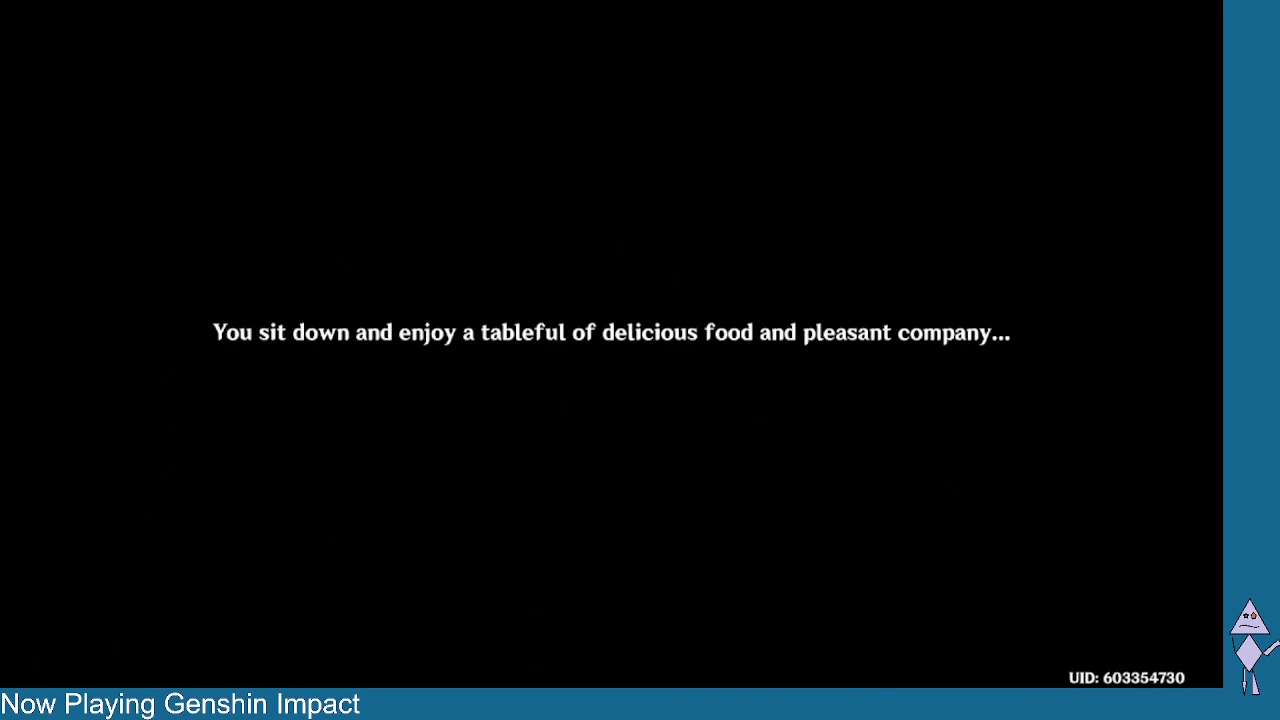 You sit down and enjoy a tableful of delicious food and pleasant company...
UID: 603354730
Now Playing Genshin Impact